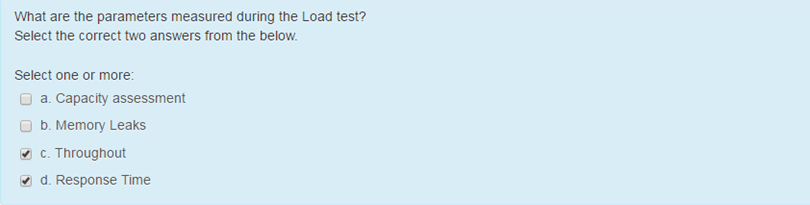 What are the parameters measured during the Load test?
Select the correct two answers from the below.
Select one or more:
a. Capacity assessment
b. Memory Leaks
c. Throughout
d. Response Time